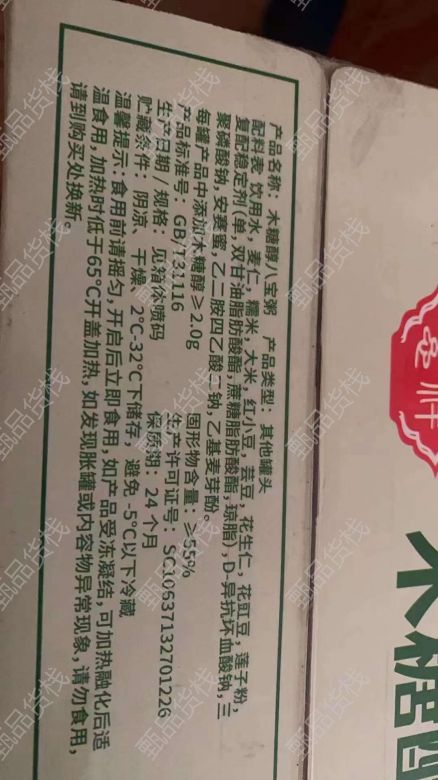 产品名称：木糖醇八宝粥 产品类型：其他罐头
配料表：饮用水，麦仁，糯米，大米，红小豆，芸豆，花生仁，花豇豆，莲子粉，
复配稳定剂（单，双甘油脂肪酸酯，蔗糖脂肪酸酯，琼脂），D-异抗坏血酸钠，三
聚磷酸钠，安赛蜜，乙二胺四乙酸二钠，乙基麦芽酚。
每罐产品中添加木糖醇≥2.0g 固形物含量：≥55%
产品标准号：GB/T31116 生产许可证号：SC10637132701226
生产日期/规格：见箱体喷码 保质期：24个月
贮藏条件：阴凉、干燥，2°C-32°C下储存，避免-5°C以下冷藏
温馨提示：食用前请摇匀，开启后立即食用，如产品受冻凝结，可加热融化后适
温食用，加热时低于65°C开盖加热，如发现胀罐或内容物异常现象，请勿食用，
请到购买处换新。
祥
木糖醇
甄品货栈